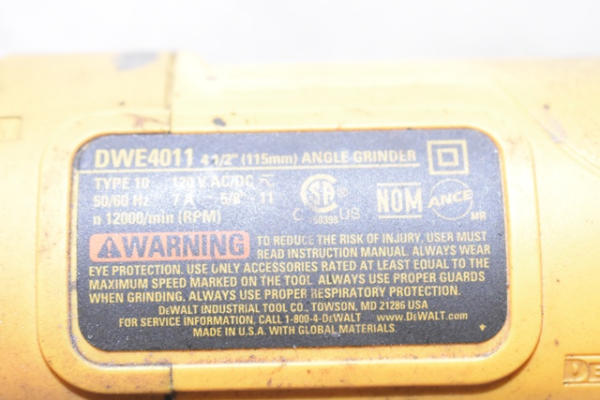 DWE4011 4 1/2" (115mm) ANGLE GRINDER
TYPE 10 120 V AC/DC
50/60 Hz 7 A 5/8" - 11
n 12000/min (RPM)
C US
NOM
ANCE
MR
WARNING TO REDUCE THE RISK OF INJURY, USER MUST
READ INSTRUCTION MANUAL. ALWAYS WEAR
EYE PROTECTION. USE ONLY ACCESSORIES RATED AT LEAST EQUAL TO THE
MAXIMUM SPEED MARKED ON THE TOOL. ALWAYS USE PROPER GUARDS
WHEN GRINDING. ALWAYS USE PROPER RESPIRATORY PROTECTION.
DEWALT INDUSTRIAL TOOL CO., TOWSON, MD 21286 USA
FOR SERVICE INFORMATION, CALL 1-800-4-DEWALT www.DEWALT.com
MADE IN U.S.A. WITH GLOBAL MATERIALS.